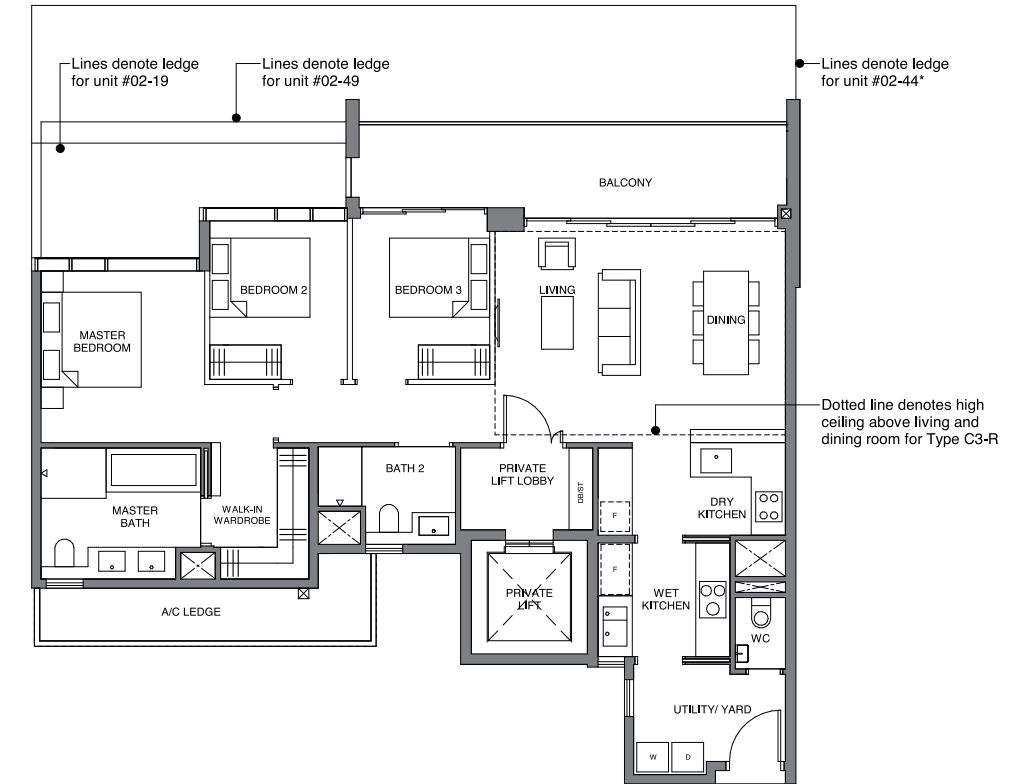 Lines denote ledge
for unit #02-19
Lines denote ledge
for unit #02-49
Lines denote ledge
for unit #02-44*
BALCONY
BEDROOM 2
BEDROOM 3
LIVING
DINING
MASTER
BEDROOM
Dotted line denotes high
ceiling above living and
dining room for Type C3-R
BATH 2
PRIVATE
LIFT LOBBY
DB/ST
F
DRY
KITCHEN
MASTER
BATH
WALK-IN
WARDROBE
F
PRIVATE
LIFT
WET
KITCHEN
A/C LEDGE
WC
UTILITY/ YARD
W
D